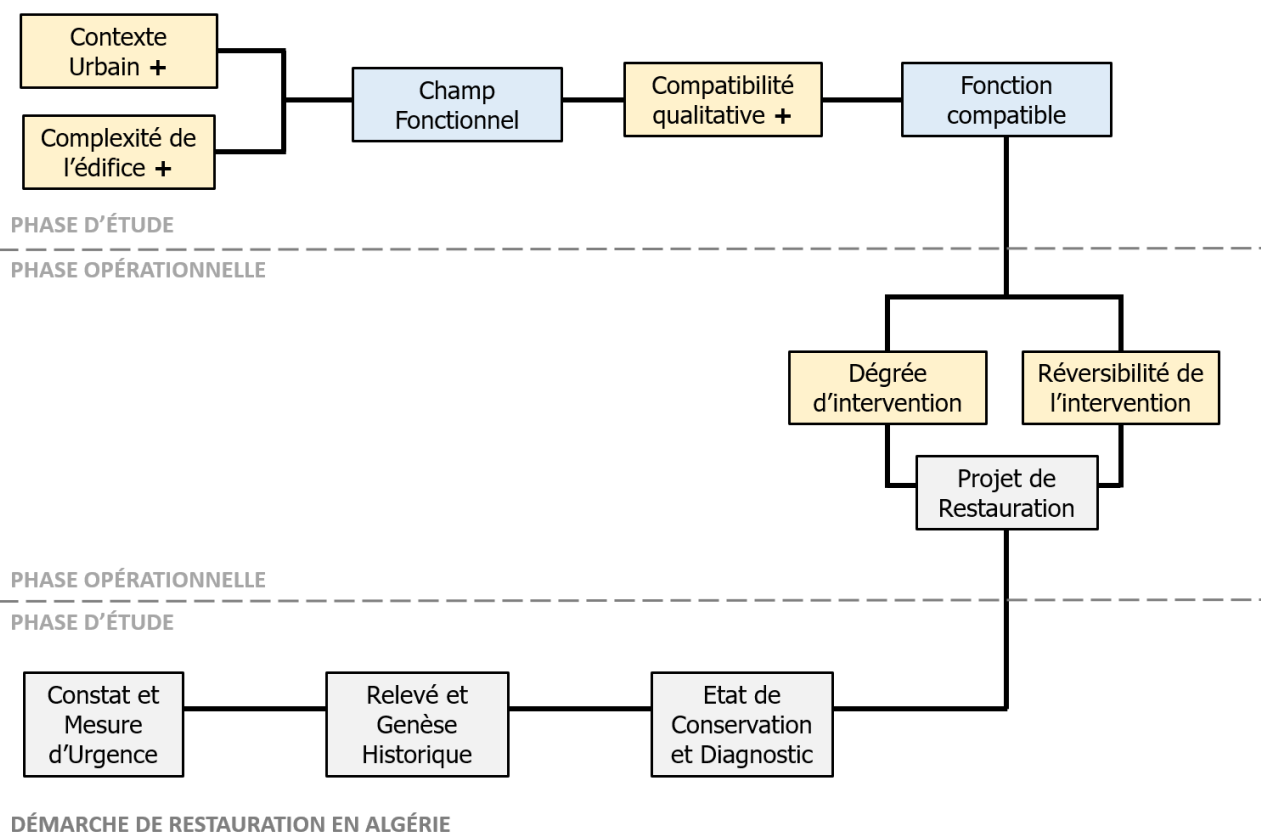 Contexte
Urbain +
Complexité de
l'édifice +
Champ
Fonctionnel
Compatibilité
qualitative +
Fonction
compatible
PHASE D'ÉTUDE
PHASE OPÉRATIONNELLE
Dégrée
d'intervention
Réversibilité de
l'intervention
Projet de
Restauration
PHASE OPÉRATIONNELLE
PHASE D'ÉTUDE
Constat et
Mesure
d'Urgence
Relevé et
Genèse
Historique
Etat de
Conservation
et Diagnostic
DÉMARCHE DE RESTAURATION EN ALGÉRIE